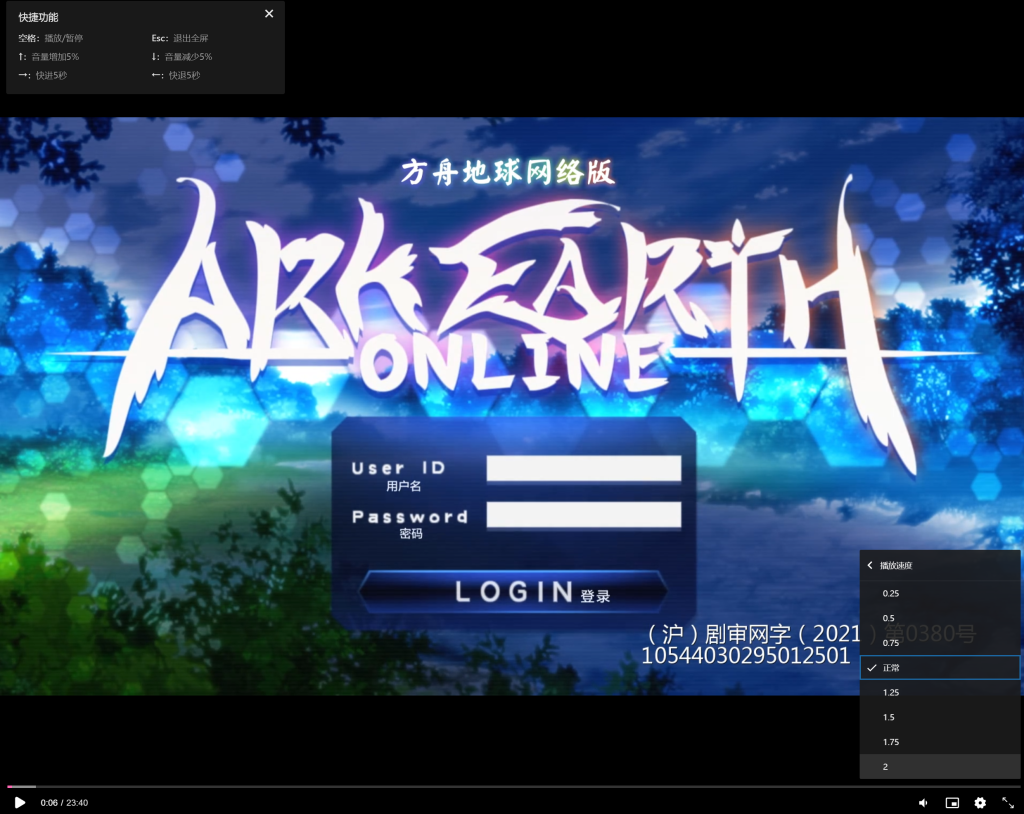 快捷功能
空格：播放/暂停
Esc：退出全屏
↑：音量增加5%
↓：音量减少5%
→：快进5秒
←：快退5秒
方舟地球网络版
ARK EARTH
ONLINE
User ID
用户名
Password
密码
LOGIN 登录
（沪）剧审网字（2021）第0380号
10544030295012501
播放速度
0.25
0.5
0.75
正常
1.25
1.5
1.75
2
0:06 / 23:40